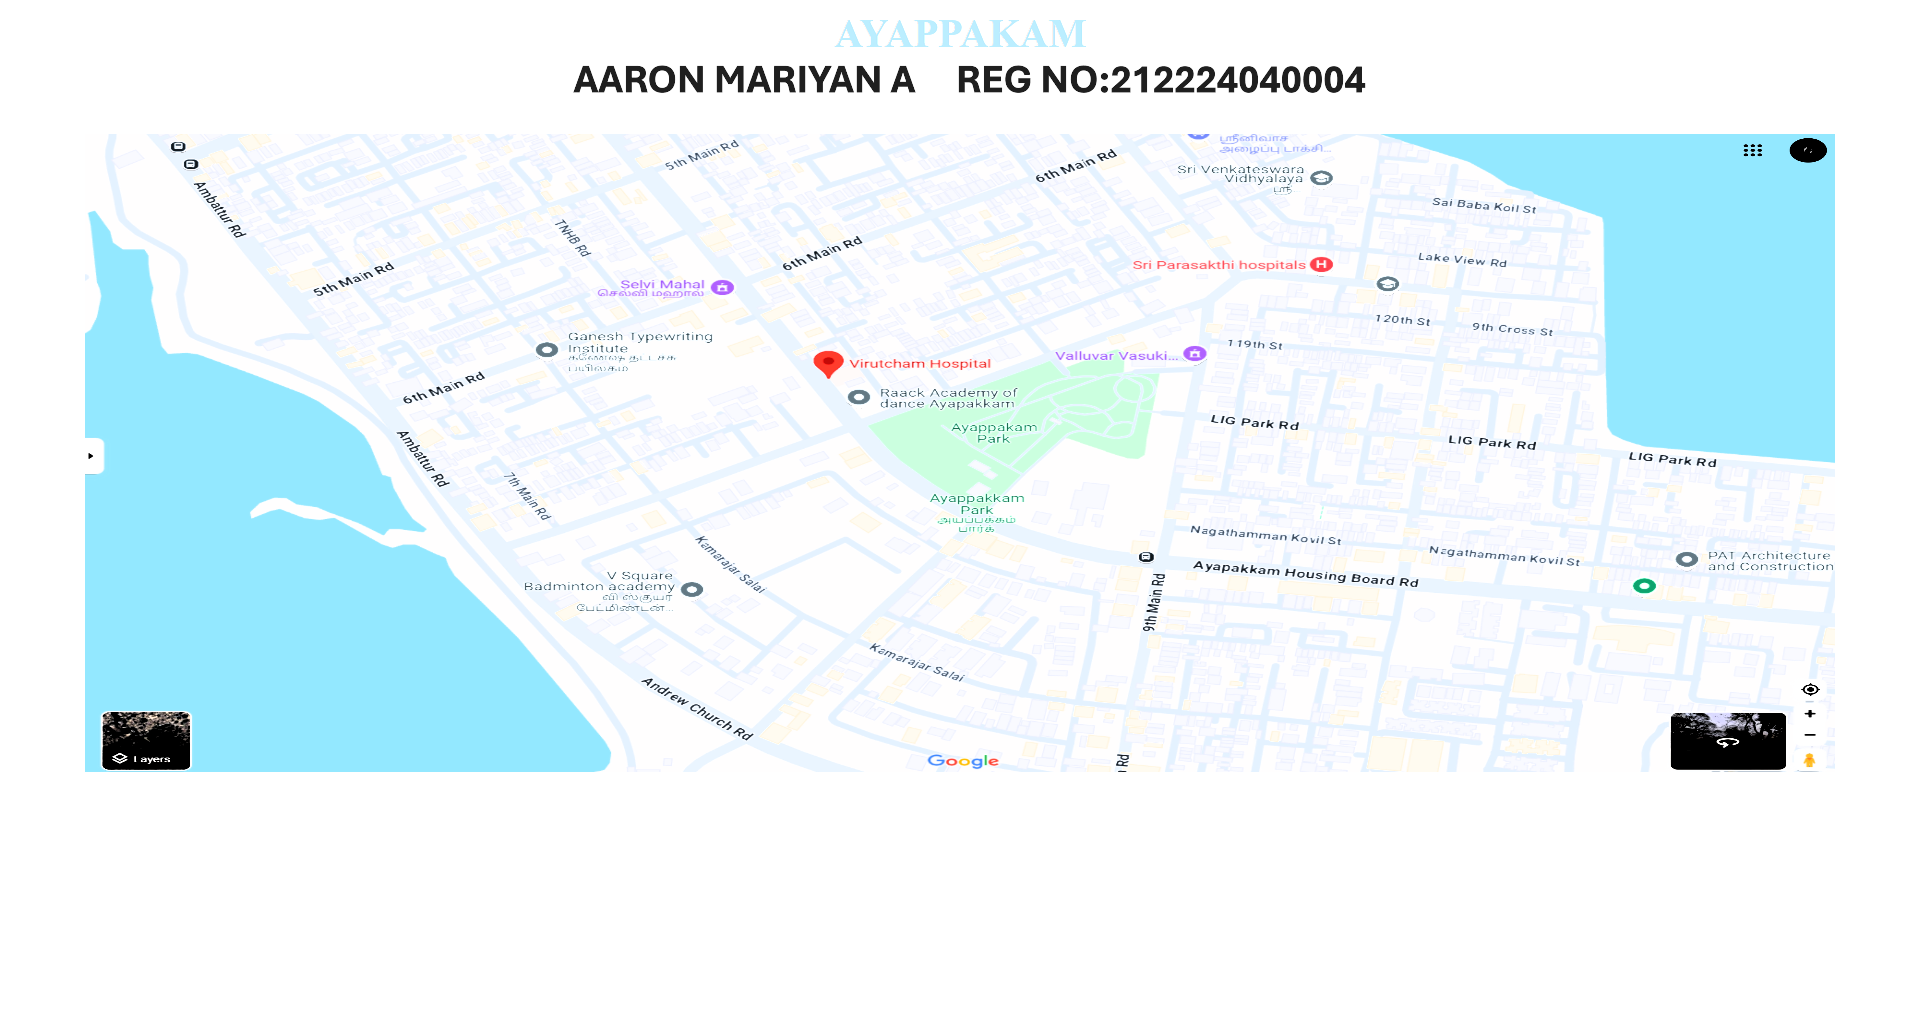 AYAPPAKAM
AARON MARIYAN A REG NO:212224040004
5th Main Rd
6th Main Rd
ஸ்ரீனிவாச
அழைப்பு டாக்சி...
Sri Venkateswara
Vidhyalaya
ஸ்ரீ
Ambattur Rd
TNHB Rd
Sai Baba Koil St
5th Main Rd
6th Main Rd
Sri Parasakthi hospitals
Lake View Rd
Selvi Mahal
செல்வி மஹால்
120th St
9th Cross St
Ganesh Typewriting
Institute
119th St
Virutcham Hospital
Valluvar Vasuki...
6th Main Rd
Raack Academy of
dance Ayapakkam
Ayappakam
Park
LIG Park Rd
LIG Park Rd
LIG Park Rd
Ambattur Rd
7th Main Rd
Ayappakkam
Park
Nagathamman Kovil St
Nagathamman Kovil St
PAT Architecture
and Construction
Kamarajar Salai
V Square
Badminton academy
Ayapakkam Housing Board Rd
9th Main Rd
Kamarajar Salai
Andrew Church Rd
Layers
Google
Rd